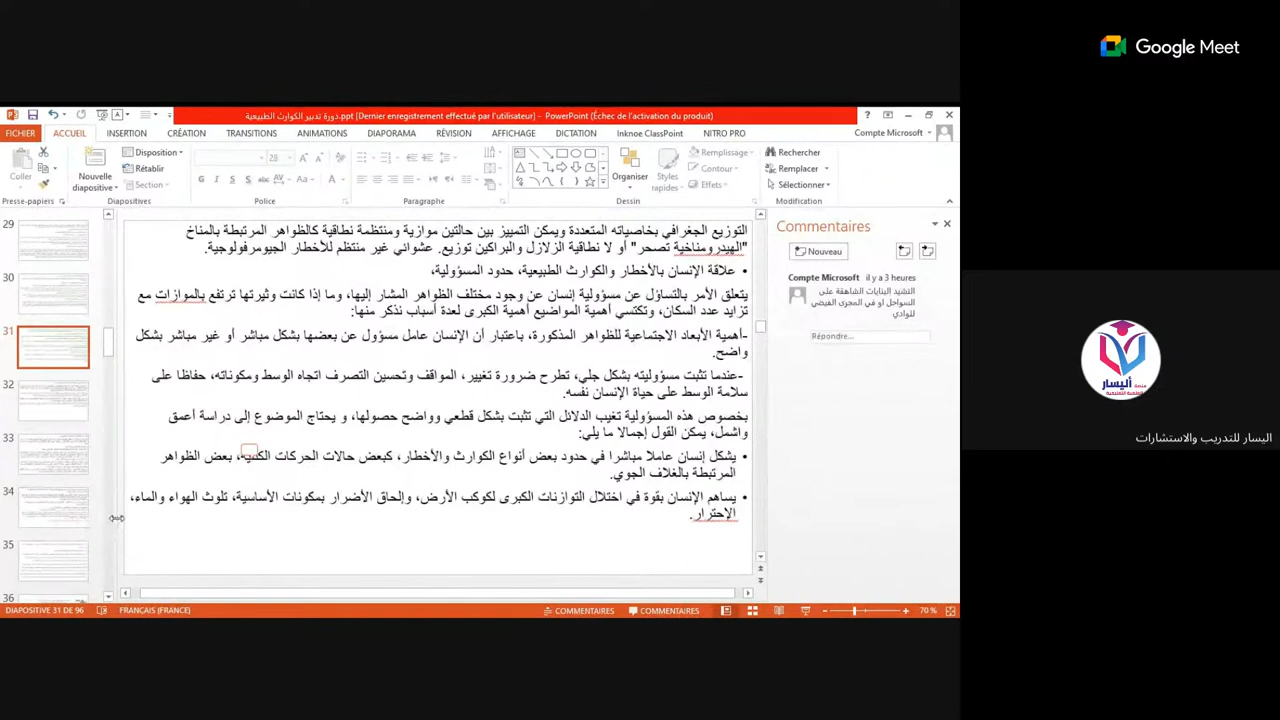 Google Meet
دورة تدبير الكوارث الطبيعية.ppt [Dernier enregistrement effectué par l'utilisateur] - PowerPoint (Échec de l'activation du produit)
FICHIER ACCUEIL INSERTION CRÉATION TRANSITIONS ANIMATIONS DIAPORAMA RÉVISION AFFICHAGE DICTATION Inknoe ClassPoint NITRO PRO Compte Microsoft
Coller
Nouvelle diapositive
Disposition
Rétablir
Section
28
Organiser
Styles rapides
Remplissage
Contour
Effets
Rechercher
Remplacer
Sélectionner
Presse-papiers Diapositives Police Paragraphe Dessin Modification
29
30
31
32
33
34
35
36
التوزيع الجغرافي بخاصياته المتعددة ويمكن التمييز بين حالتين موازية ومنتظمة نطاقية كالظواهر المرتبطة بالمناخ
"الهيدرومناخية تصحر" أو لا نطاقية الزلازل والبراكين توزيع. عشوائي غير منتظم للأخطار الجيومرفولوجية.
• علاقة الإنسان بالأخطار والكوارث الطبيعية، حدود المسؤولية،
يتعلق الأمر بالتساؤل عن مسؤولية إنسان عن وجود مختلف الظواهر المشار إليها، وما إذا كانت وثيرتها ترتفع بالموازات مع
تزايد عدد السكان، وتكتسي أهمية المواضيع أهمية الكبرى لعدة أسباب نذكر منها:
-أهمية الأبعاد الاجتماعية للظواهر المذكورة، باعتبار أن الإنسان عامل مسؤول عن بعضها بشكل مباشر أو غير مباشر بشكل
واضح.
-عندما تثبت مسؤوليته بشكل جلي، تطرح ضرورة تغيير، المواقف وتحسين التصرف اتجاه الوسط ومكوناته، حفاظا على
سلامة الوسط على حياة الإنسان نفسه.
بخصوص هذه المسؤولية تغيب الدلائل التي تثبت بشكل قطعي وواضح حصولها، و يحتاج الموضوع إلى دراسة أعمق
واشمل، يمكن القول إجمالا ما يلي:
• يشكل إنسان عاملا مباشرا في حدود بعض أنواع الكوارث والأخطار، كبعض حالات الحركات الكتلية، بعض الظواهر
المرتبطة بالغلاف الجوي.
• يساهم الإنسان بقوة في اختلال التوازنات الكبرى لكوكب الأرض، وإلحاق الأضرار بمكونات الأساسية، تلوث الهواء والماء،
الإحترار.
Commentaires
Nouveau
Compte Microsoft il y a 3 heures
التشيد البنايات الشاهقة على
السواحل او في المجرى الفيضي
للوادي
Répondre...
DIAPOSITIVE 31 DE 96 FRANÇAIS (FRANCE) COMMENTAIRES COMMENTAIRES 70 %
منصة أليسار
اليسار للتدريب والاستشارات